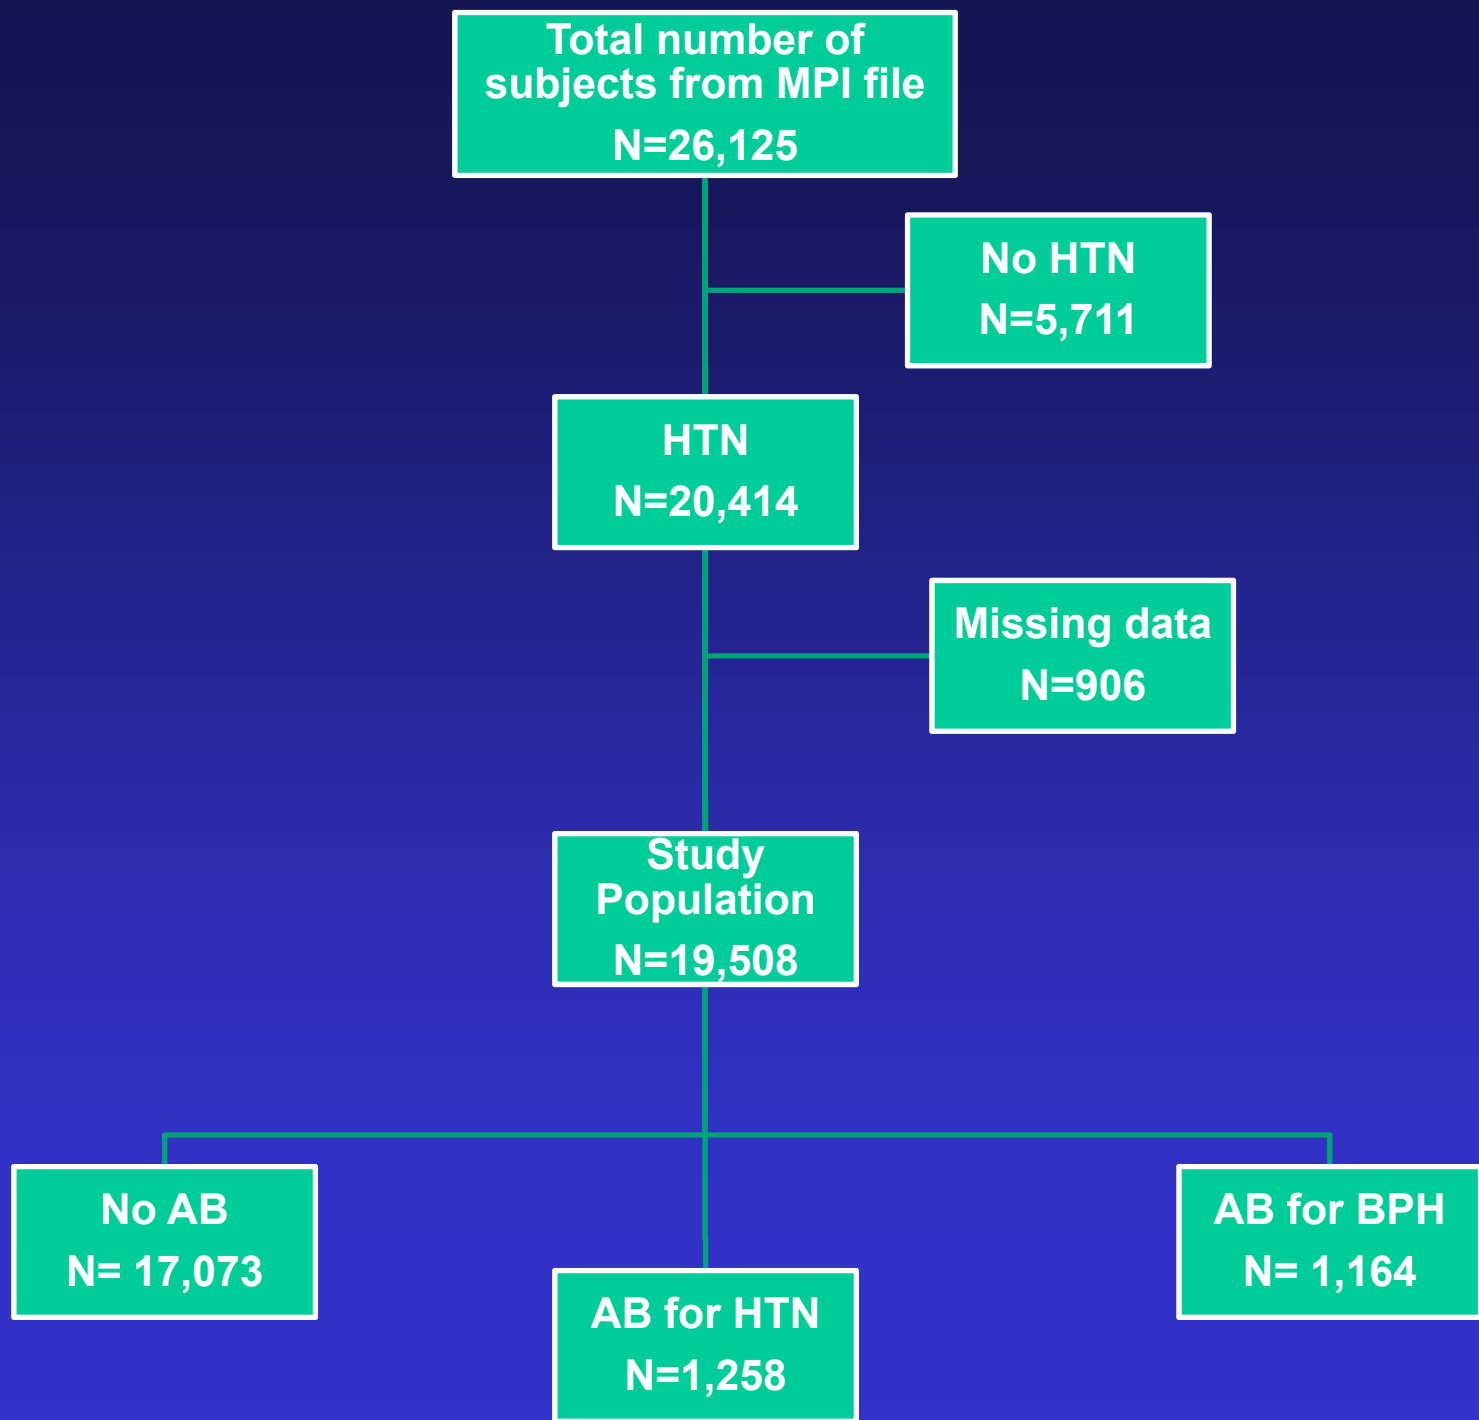 Total number of
subjects from MPI file
N=26,125
No HTN
N=5,711
HTN
N=20,414
Missing data
N=906
Study
Population
N=19,508
No AB
N= 17,073
AB for HTN
N=1,258
AB for BPH
N= 1,164